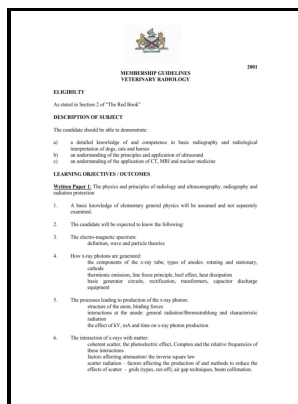 2001
MEMBERSHIP GUIDELINES
VETERINARY RADIOLOGY
ELIGIBILTY
As stated in Section 2 of "The Red Book"
DESCRIPTION OF SUBJECT
The candidate should be able to demonstrate:
a) a detailed knowledge of and competence in basic radiography and radiological
interpretation of dogs, cats and horses
b) an understanding of the principles and application of ultrasound
c) an understanding of the application of CT, MRI and nuclear medicine
LEARNING OBJECTIVES / OUTCOMES
Written Paper 1: The physics and principles of radiology and ultrasonography, radiography and
radiation protection
1. A basic knowledge of elementary general physics will be assumed and not separately
examined.
2. The candidate will be expected to know the following:
3. The electro-magnetic spectrum:
definition, wave and particle theories
4. How x-ray photons are generated:
the components of the x-ray tube; types of anodes: rotating and stationary,
cathode
thermionic emission, line focus principle, heel effect, heat dissipation
basic generator circuits, rectification, transformers, capacitor discharge
equipment
5. The processes leading to production of the x-ray photon:
structure of the atom, binding forces
interactions at the anode: general radiation/Bremsstrahlung and characteristic
radiation
the effect of kV, mA and time on x-ray photon production
6. The interaction of x-rays with matter:
coherent scatter, the photoelectric effect, Compton and the relative frequencies of
these interactions
factors affecting attenuation/ the inverse square law
scatter radiation – factors affecting the production of and methods to reduce the
effects of scatter - grids (types, cut-off), air gap techniques, beam collimation.